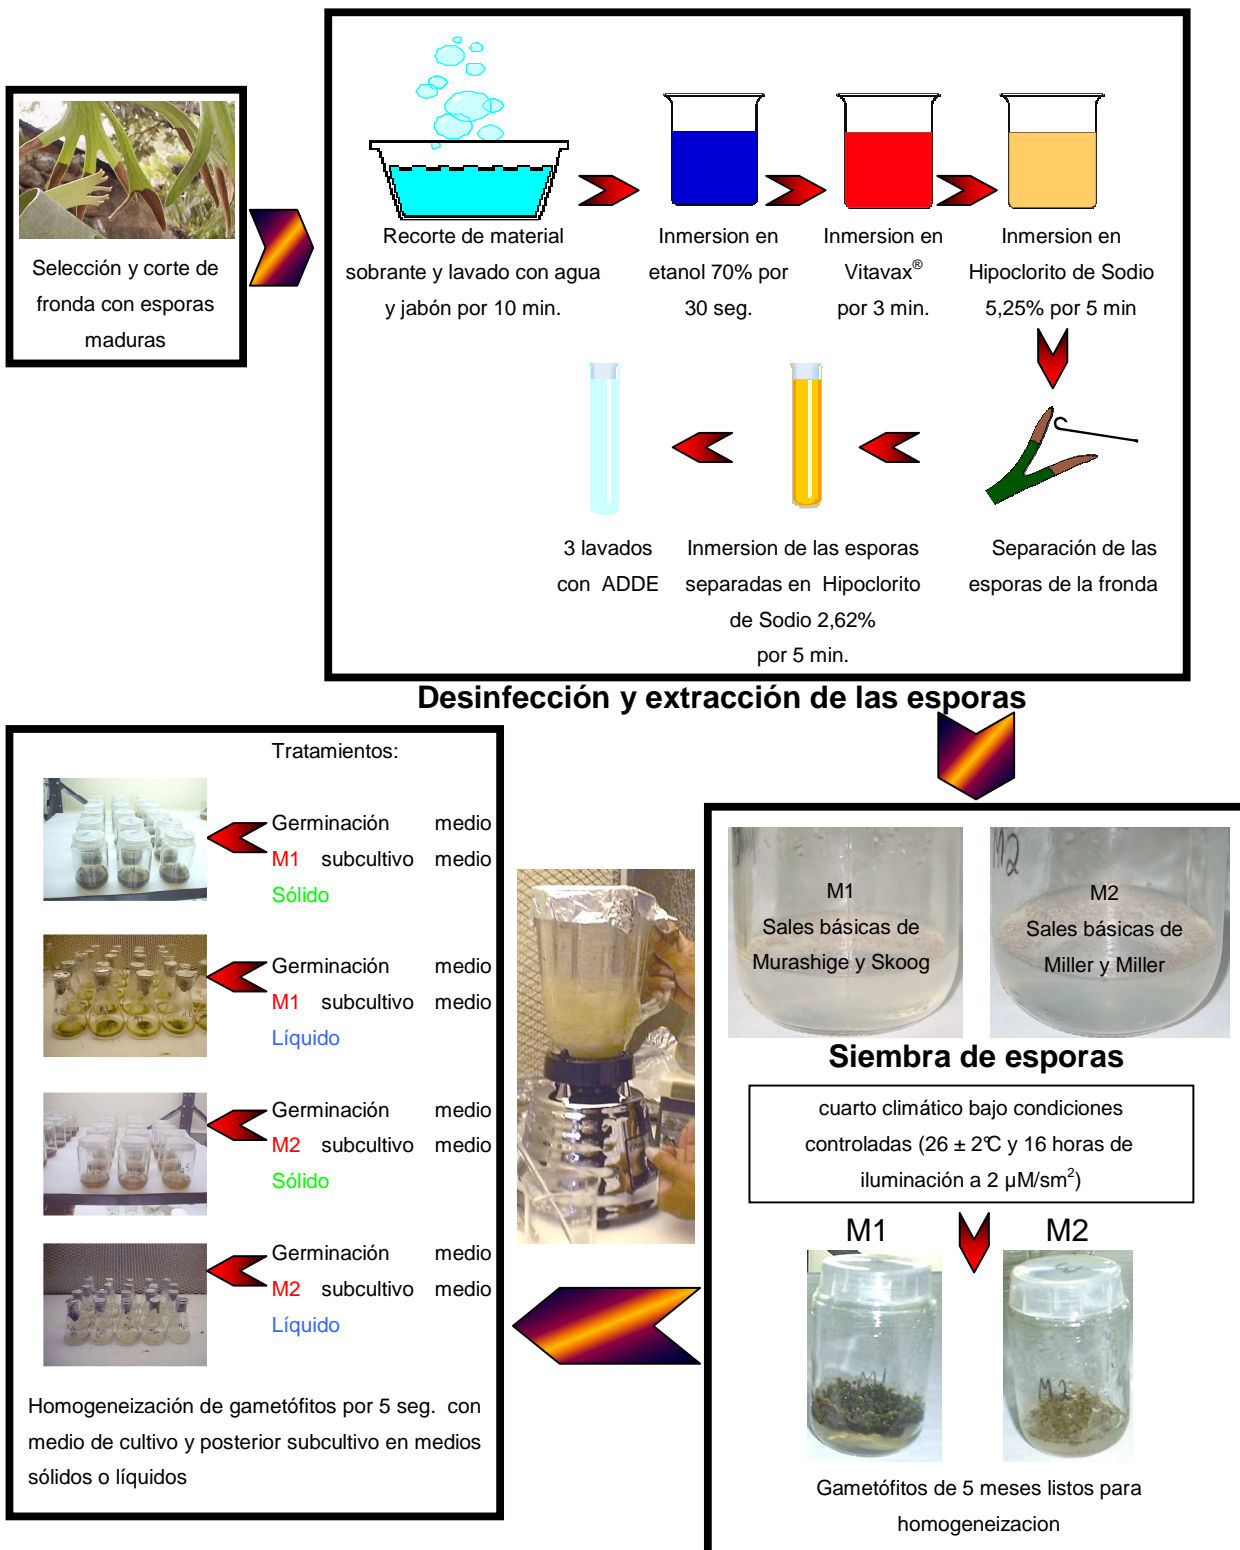 Selección y corte de
fronda con esporas
maduras
Recorte de material
sobrante y lavado con agua
y jabón por 10 min.
Inmersion en
etanol 70% por
30 seg.
Inmersion en
Vitavax®
por 3 min.
Inmersion en
Hipoclorito de Sodio
5,25% por 5 min
Separación de las
esporas de la fronda
Inmersion de las esporas
separadas en Hipoclorito
de Sodio 2,62%
por 5 min.
3 lavados
con ADDE
Desinfección y extracción de las esporas
M2
M1
Sales básicas de
Murashige y Skoog
M2
Sales básicas de
Miller y Miller
Siembra de esporas
cuarto climático bajo condiciones
controladas (26 ± 2°C y 16 horas de
iluminación a 2 µM/sm²)
M1
M2
M1
M2
Gametófitos de 5 meses listos para
homogeneizacion
Tratamientos:
Germinación medio
M1 subcultivo medio
Sólido
Germinación medio
M1 subcultivo medio
Líquido
Germinación medio
M2 subcultivo medio
Sólido
Germinación medio
M2 subcultivo medio
Líquido
Homogeneización de gametófitos por 5 seg. con
medio de cultivo y posterior subcultivo en medios
sólidos o líquidos